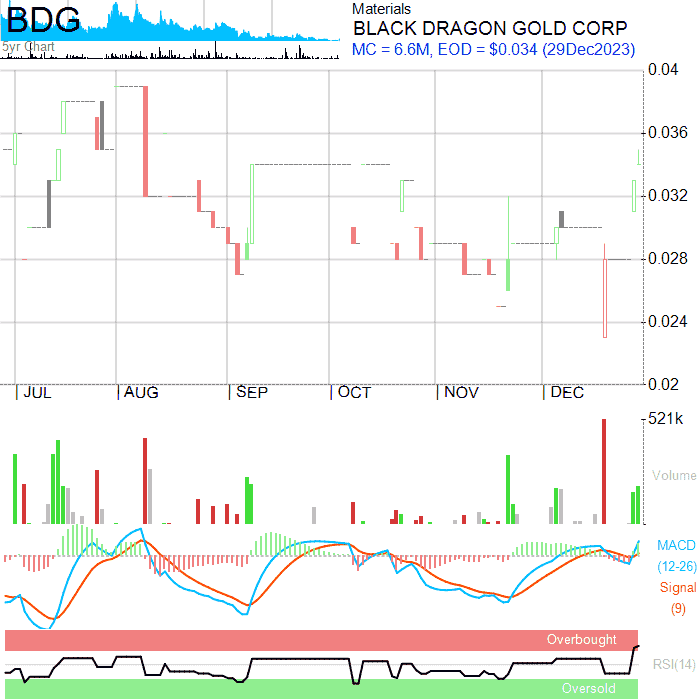 BDG
5yr Chart
Materials
BLACK DRAGON GOLD CORP
MC = 6.6M, EOD = $0.034 (29Dec2023)
0.04
0.036
0.032
0.028
0.024
0.02
JUL AUG SEP OCT NOV DEC
521k
Volume
MACD
(12-26)
Signal
(9)
Overbought
RSI(14)
Oversold